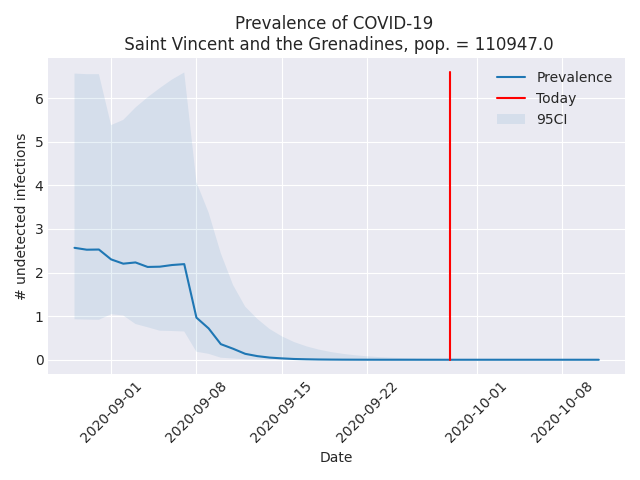 Prevalence of COVID-19
Saint Vincent and the Grenadines, pop. = 110947.0
Prevalence
Today
95CI
# undetected infections
6
5
4
3
2
1
0
2020-09-01
2020-09-08
2020-09-15
2020-09-22
2020-10-01
2020-10-08
Date